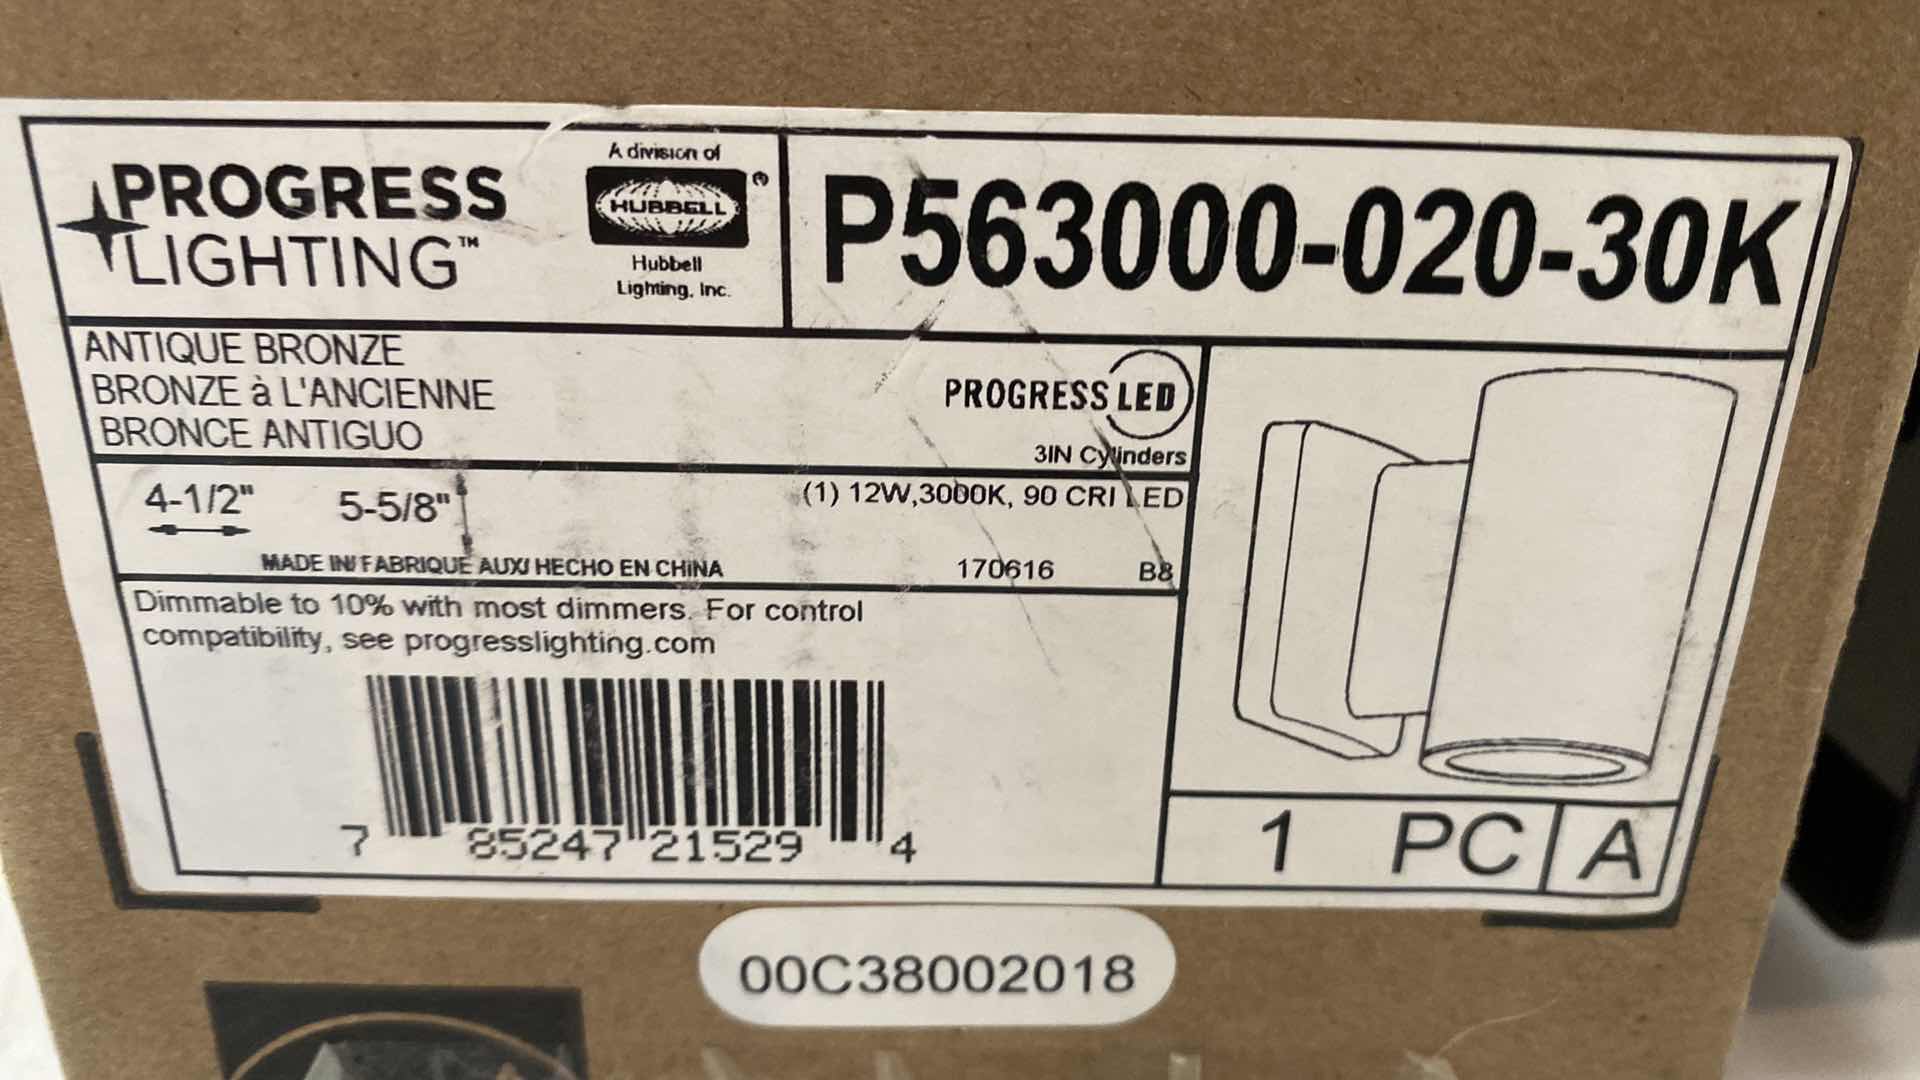 PROGRESS
LIGHTING™
A division of
HUBBELL®
Hubbell
Lighting, Inc.
P563000-020-30K
ANTIQUE BRONZE
BRONZE à L'ANCIENNE
BRONCE ANTIGUO
PROGRESS LED
3IN Cylinders
4-1/2" 5-5/8"
(1) 12W,3000K, 90 CRI LED
MADE IN/ FABRIQUE AUX/ HECHO EN CHINA 170616 B8
Dimmable to 10% with most dimmers. For control
compatibility, see progresslighting.com
7 85247 21529 4
1 PC A
00C38002018